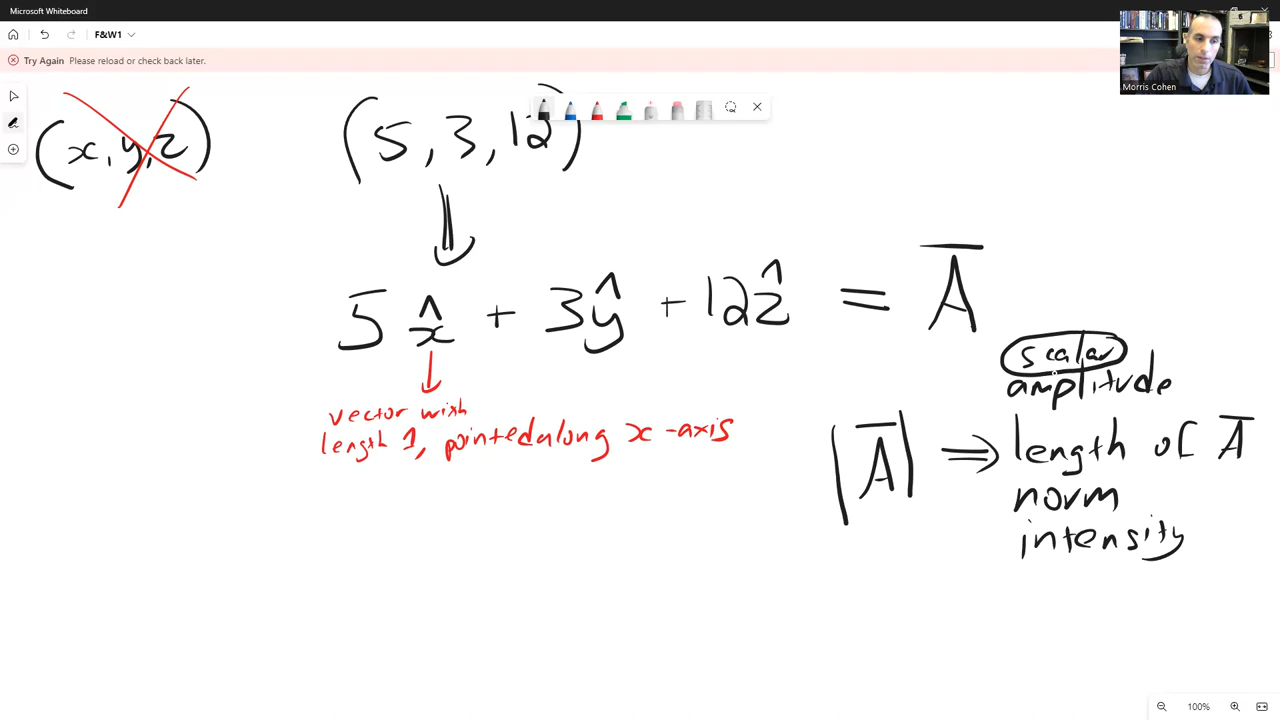 Microsoft Whiteboard
F&W1
Try Again Please reload or check back later.
Morris Cohen
(x, y, z)
(5, 3, 12)
⇓
5 x̂ + 3ŷ + 12ẑ = A̅
↓
vector with
length 1, pointed along x-axis
scalar
amplitude
|A̅| ⇒ length of A̅
norm
intensity
100%